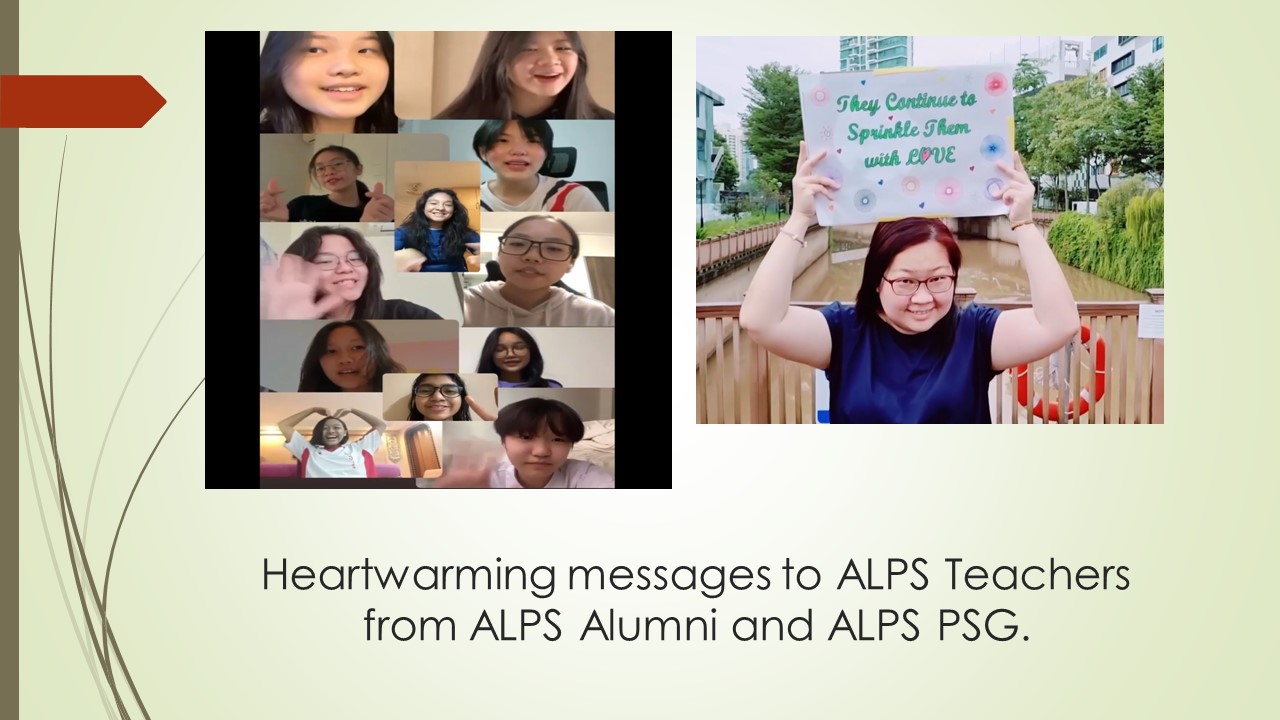 They Continue to
Sprinkle Them
with LOVE
Heartwarming messages to ALPS Teachers
from ALPS Alumni and ALPS PSG.